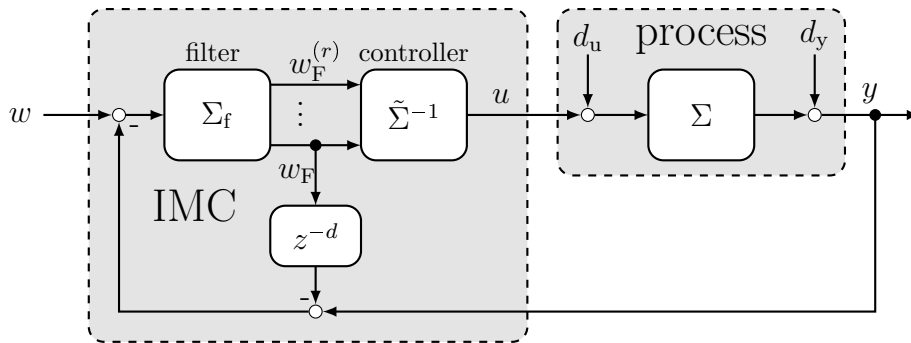 process
filter
controller
d_u
d_y
w_F^{(r)}
w
Σ_f
⋮
Σ̃^{-1}
u
Σ
y
-
w_F
IMC
z^{-d}
-